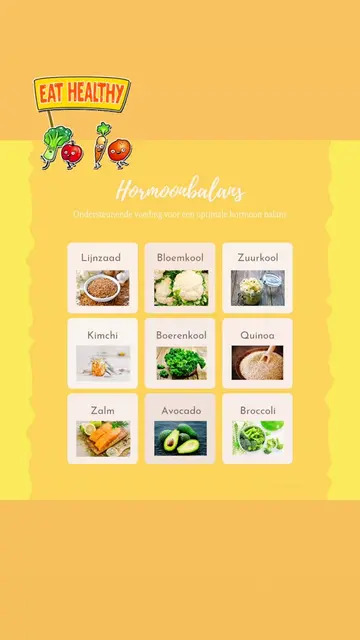 EAT HEALTHY
Hormoonbalans
Ondersteunende voeding voor een optimale hormoon balans
Lijnzaad
Bloemkool
Zuurkool
Kimchi
Boerenkool
Quinoa
Zalm
Avocado
Broccoli